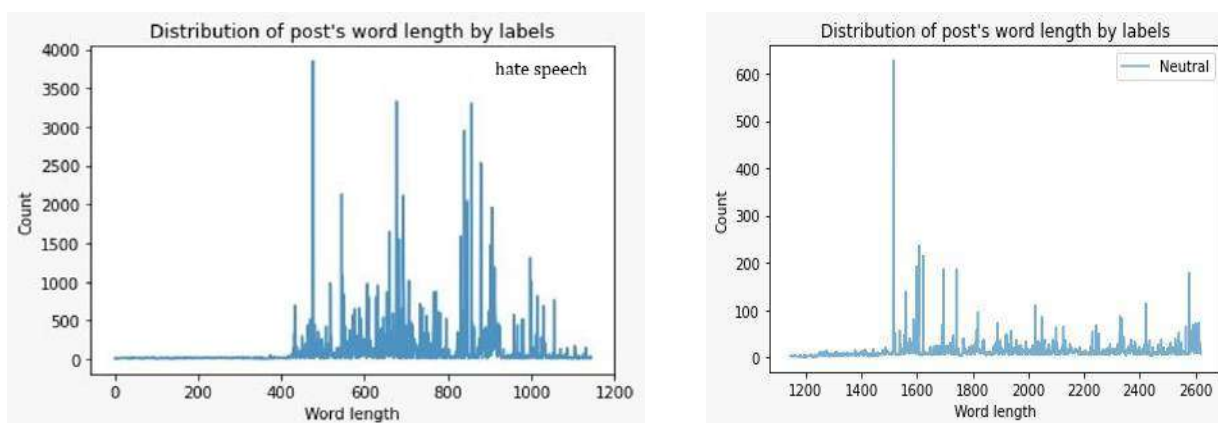 Distribution of post's word length by labels
hate speech
4000
3500
3000
2500
2000
1500
1000
500
0
Count
0 200 400 600 800 1000 1200
Word length
Distribution of post's word length by labels
Neutral
600
500
400
300
200
100
0
Count
1200 1400 1600 1800 2000 2200 2400 2600
Word length